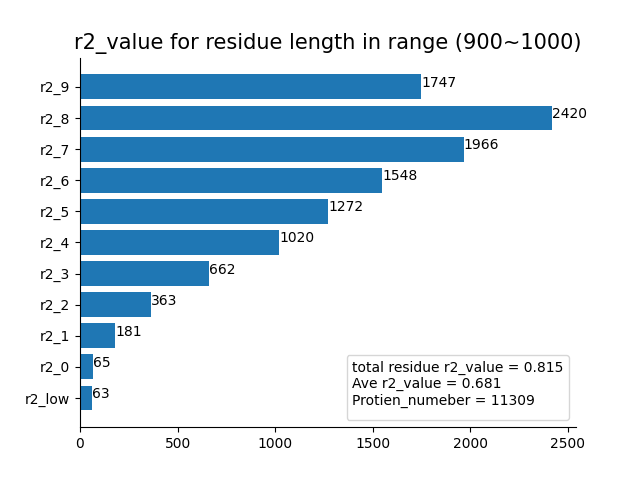 r2_value for residue length in range (900~1000)
r2_9 1747
r2_8 2420
r2_7 1966
r2_6 1548
r2_5 1272
r2_4 1020
r2_3 662
r2_2 363
r2_1 181
r2_0 65
r2_low 63
total residue r2_value = 0.815
Ave r2_value = 0.681
Protien_numeber = 11309
0 500 1000 1500 2000 2500